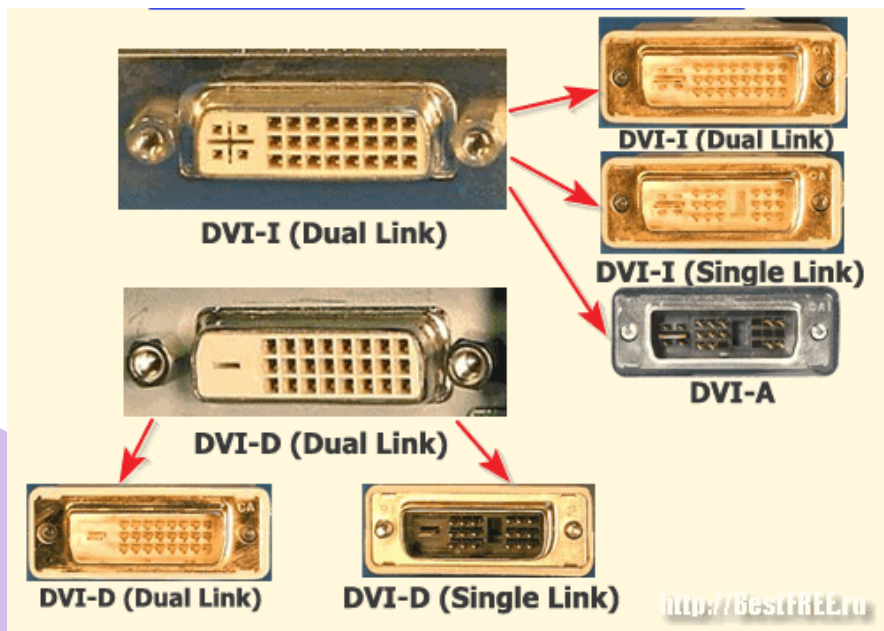 DVI-I (Dual Link)
DVI-I (Dual Link)
DVI-I (Single Link)
DVI-A
DVI-D (Dual Link)
DVI-D (Dual Link)
DVI-D (Single Link)
http://BestFREE.ru